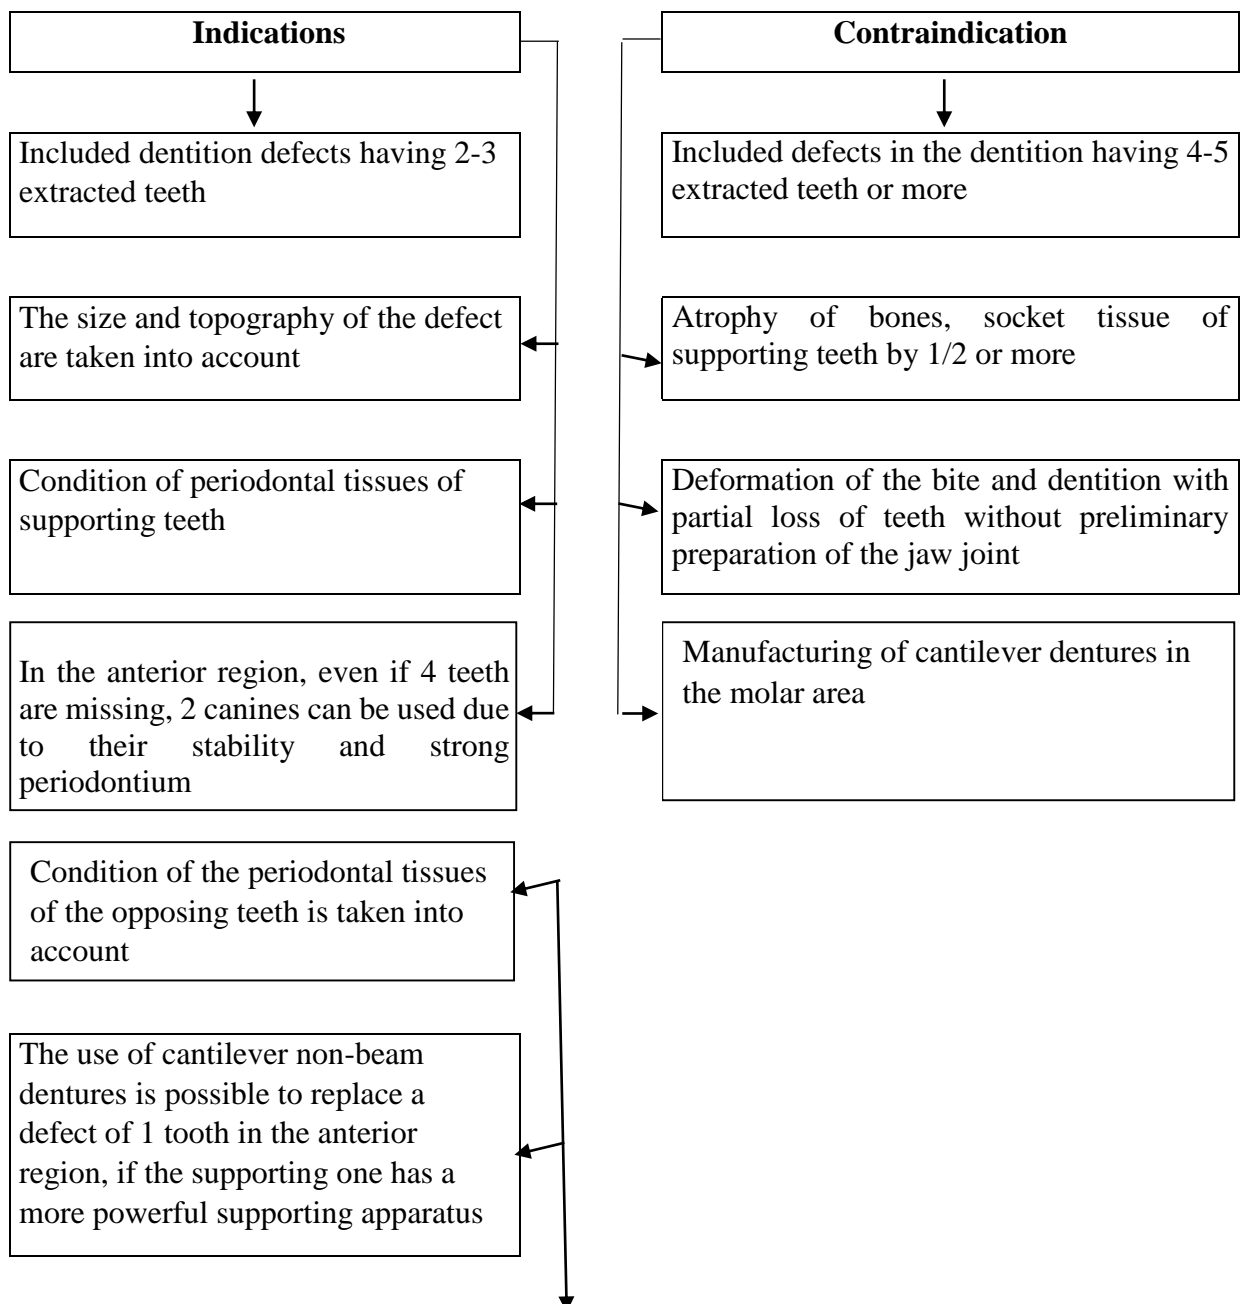 Indications
Included dentition defects having 2-3
extracted teeth
The size and topography of the defect
are taken into account
Condition of periodontal tissues of
supporting teeth
In the anterior region, even if 4 teeth
are missing, 2 canines can be used due
to their stability and strong
periodontium
Condition of the periodontal tissues
of the opposing teeth is taken into
account
The use of cantilever non-beam
dentures is possible to replace a
defect of 1 tooth in the anterior
region, if the supporting one has a
more powerful supporting apparatus
Contraindication
Included defects in the dentition having 4-5
extracted teeth or more
Atrophy of bones, socket tissue of
supporting teeth by 1/2 or more
Deformation of the bite and dentition with
partial loss of teeth without preliminary
preparation of the jaw joint
Manufacturing of cantilever dentures in
the molar area